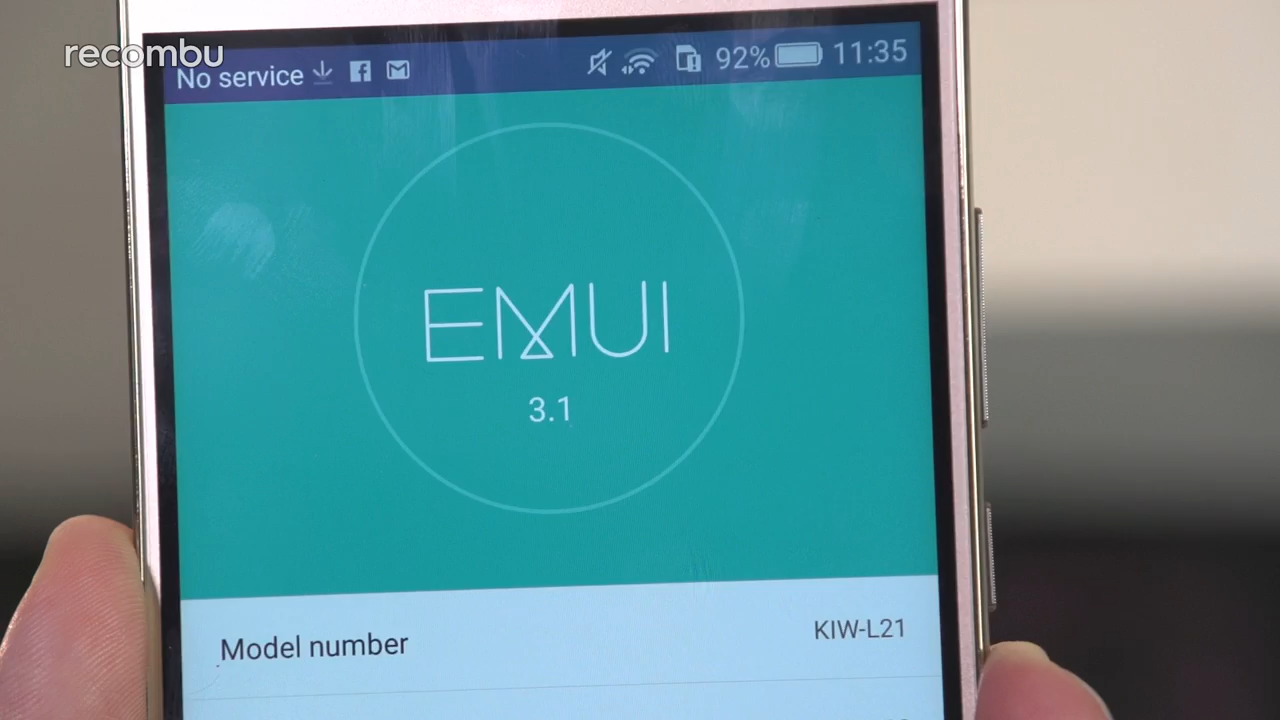 recombu
No service 92% 11:35
EMUI
3.1
Model number KIW-L21